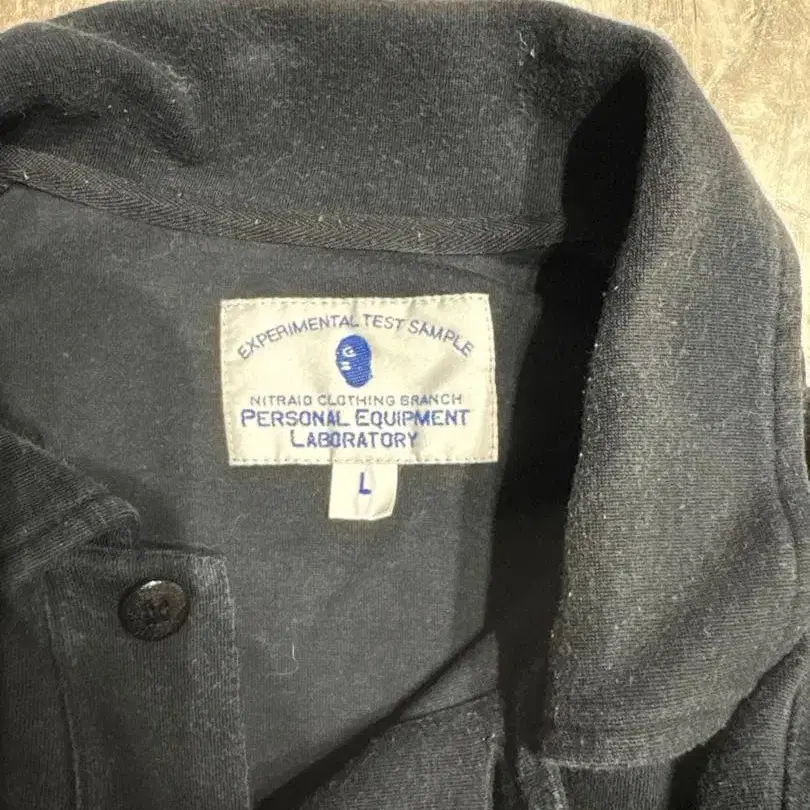 EXPERIMENTAL TEST SAMPLE
G
NITRAID CLOTHING BRANCH
PERSONAL EQUIPMENT
LABORATORY
L